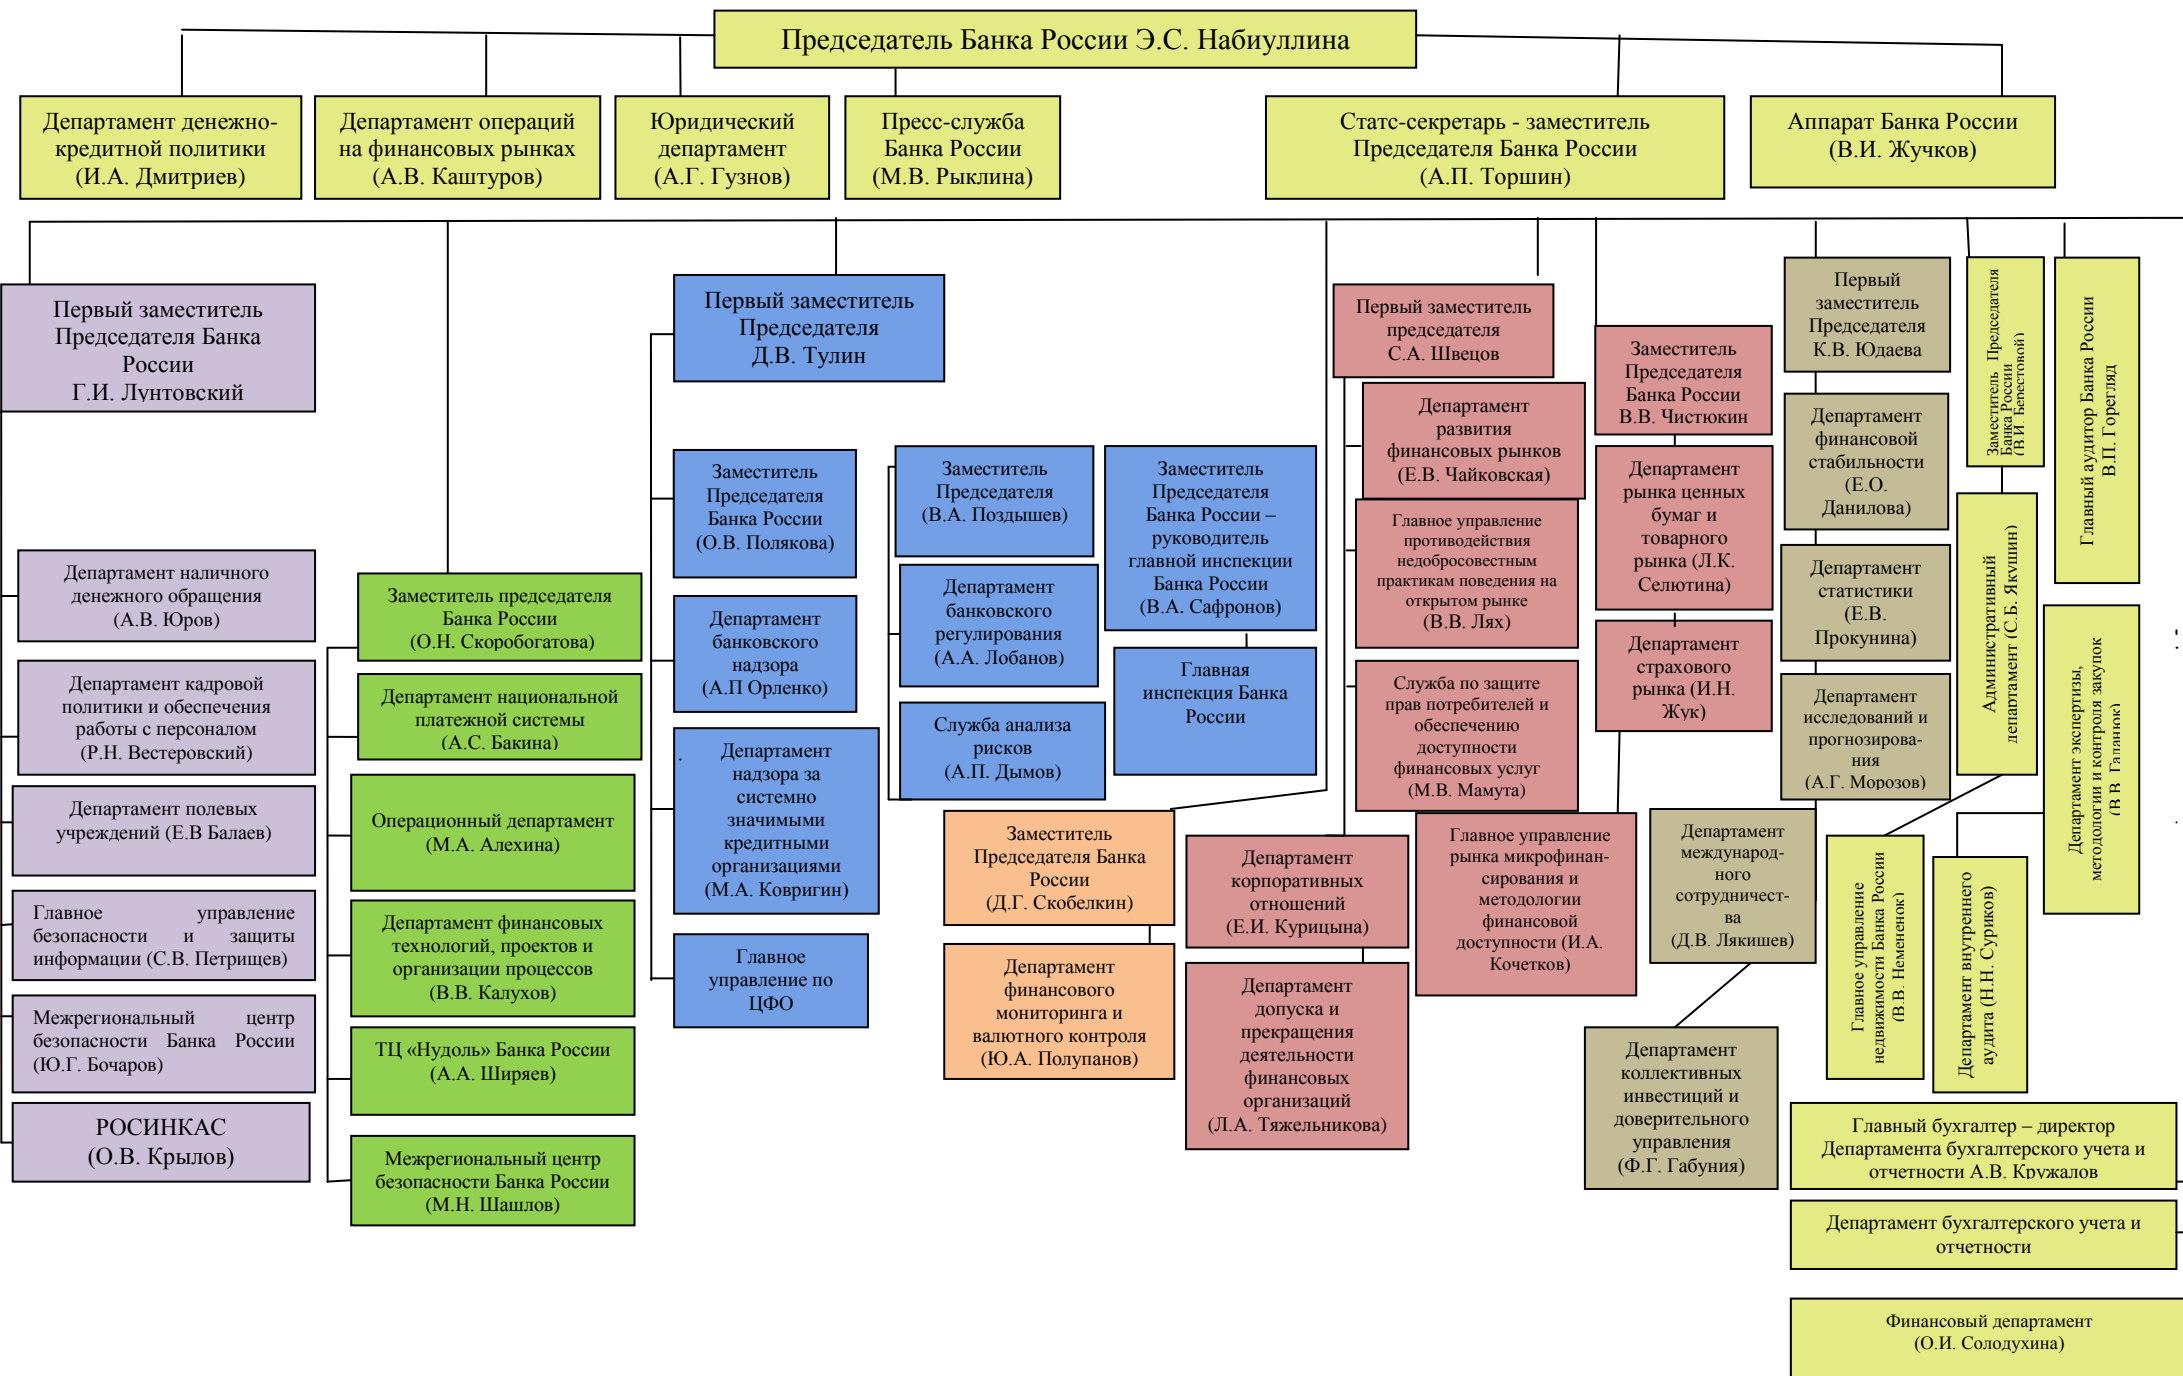 Председатель Банка России Э.С. Набиуллина
Департамент денежно-
кредитной политики
(И.А. Дмитриев)
Департамент операций
на финансовых рынках
(А.В. Каштуров)
Юридический
департамент
(А.Г. Гузнов)
Пресс-служба
Банка России
(М.В. Рыклина)
Статс-секретарь - заместитель
Председателя Банка России
(А.П. Торшин)
Аппарат Банка России
(В.И. Жучков)
Первый заместитель
Председателя Банка
России
Г.И. Лунтовский
Департамент наличного
денежного обращения
(А.В. Юров)
Департамент кадровой
политики и обеспечения
работы с персоналом
(Р.Н. Вестеровский)
Департамент полевых
учреждений (Е.В Балаев)
Главное управление
безопасности и защиты
информации (С.В. Петрищев)
Межрегиональный центр
безопасности Банка России
(Ю.Г. Бочаров)
РОСИНКАС
(О.В. Крылов)
Заместитель председателя
Банка России
(О.Н. Скоробогатова)
Департамент национальной
платежной системы
(А.С. Бакина)
Операционный департамент
(М.А. Алехина)
Департамент финансовых
технологий, проектов и
организации процессов
(В.В. Калухов)
ТЦ «Нудоль» Банка России
(А.А. Ширяев)
Межрегиональный центр
безопасности Банка России
(М.Н. Шашлов)
Первый заместитель
Председателя
Д.В. Тулин
Заместитель
Председателя
Банка России
(О.В. Полякова)
Департамент
банковского
надзора
(А.П Орленко)
Департамент
надзора за
системно
значимыми
кредитными
организациями
(М.А. Ковригин)
Главное
управление по
ЦФО
Заместитель
Председателя
(В.А. Поздышев)
Департамент
банковского
регулирования
(А.А. Лобанов)
Служба анализа
рисков
(А.П. Дымов)
Заместитель
Председателя
Банка России –
руководитель
главной инспекции
Банка России
(В.А. Сафронов)
Главная
инспекция Банка
России
Заместитель
Председателя Банка
России
(Д.Г. Скобелкин)
Департамент
финансового
мониторинга и
валютного контроля
(Ю.А. Полупанов)
Первый заместитель
председателя
С.А. Швецов
Департамент
развития
финансовых рынков
(Е.В. Чайковская)
Главное управление
противодействия
недобросовестным
практикам поведения на
открытом рынке
(В.В. Лях)
Служба по защите
прав потребителей и
обеспечению
доступности
финансовых услуг
(М.В. Мамута)
Департамент
корпоративных
отношений
(Е.И. Курицына)
Департамент
допуска и
прекращения
деятельности
финансовых
организаций
(Л.А. Тяжельникова)
Заместитель
Председателя
Банка России
В.В. Чистюкин
Департамент
рынка ценных
бумаг и
товарного
рынка (Л.К.
Селютина)
Департамент
страхового
рынка (И.Н.
Жук)
Главное управление
рынка микрофинан-
сирования и
методологии
финансовой
доступности (И.А.
Кочетков)
Первый
заместитель
Председателя
К.В. Юдаева
Департамент
финансовой
стабильности
(Е.О.
Данилова)
Департамент
статистики
(Е.В.
Прокунина)
Департамент
исследований и
прогнозирова-
ния
(А.Г. Морозов)
Департамент
международ-
ного
сотрудничест-
ва
(Д.В. Лякишев)
Департамент
коллективных
инвестиций и
доверительного
управления
(Ф.Г. Габуния)
Заместитель Председателя
Банка России
(В.И. Берестовой)
Административный
департамент (С.Б. Якушин)
Главное управление
недвижимости Банка России
(В.В. Немененок)
Главный аудитор Банка России
В.П. Горегляд
Департамент экспертизы,
методологии и контроля закупок
(В.В. Галанюк)
Департамент внутреннего
аудита (Н.Н. Суриков)
Главный бухгалтер – директор
Департамента бухгалтерского учета и
отчетности А.В. Кружалов
Департамент бухгалтерского учета и
отчетности
Финансовый департамент
(О.И. Солодухина)